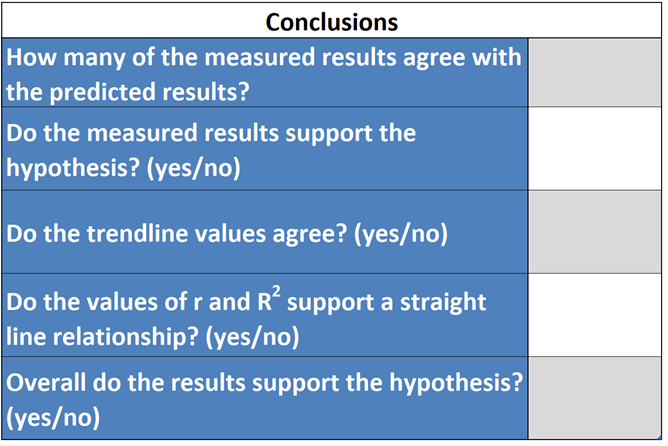 Conclusions
How many of the measured results agree with
the predicted results?
Do the measured results support the
hypothesis? (yes/no)
Do the trendline values agree? (yes/no)
Do the values of r and R² support a straight
line relationship? (yes/no)
Overall do the results support the hypothesis?
(yes/no)